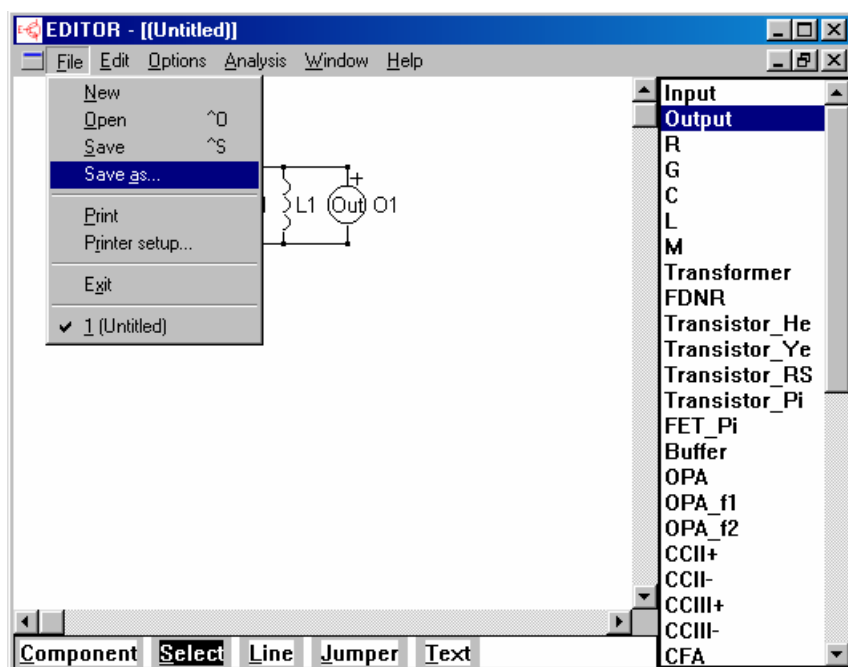 EDITOR - [(Untitled)]
File Edit Options Analysis Window Help
New
Open ^O
Save ^S
Save as...
Print
Printer setup...
Exit
✔ 1 (Untitled)
L1 Out O1
+
Input
Output
R
G
C
L
M
Transformer
FDNR
Transistor_He
Transistor_Ye
Transistor_RS
Transistor_Pi
FET_Pi
Buffer
OPA
OPA_f1
OPA_f2
CCII+
CCII-
CCIII+
CCIII-
CFA
Component Select Line Jumper Text